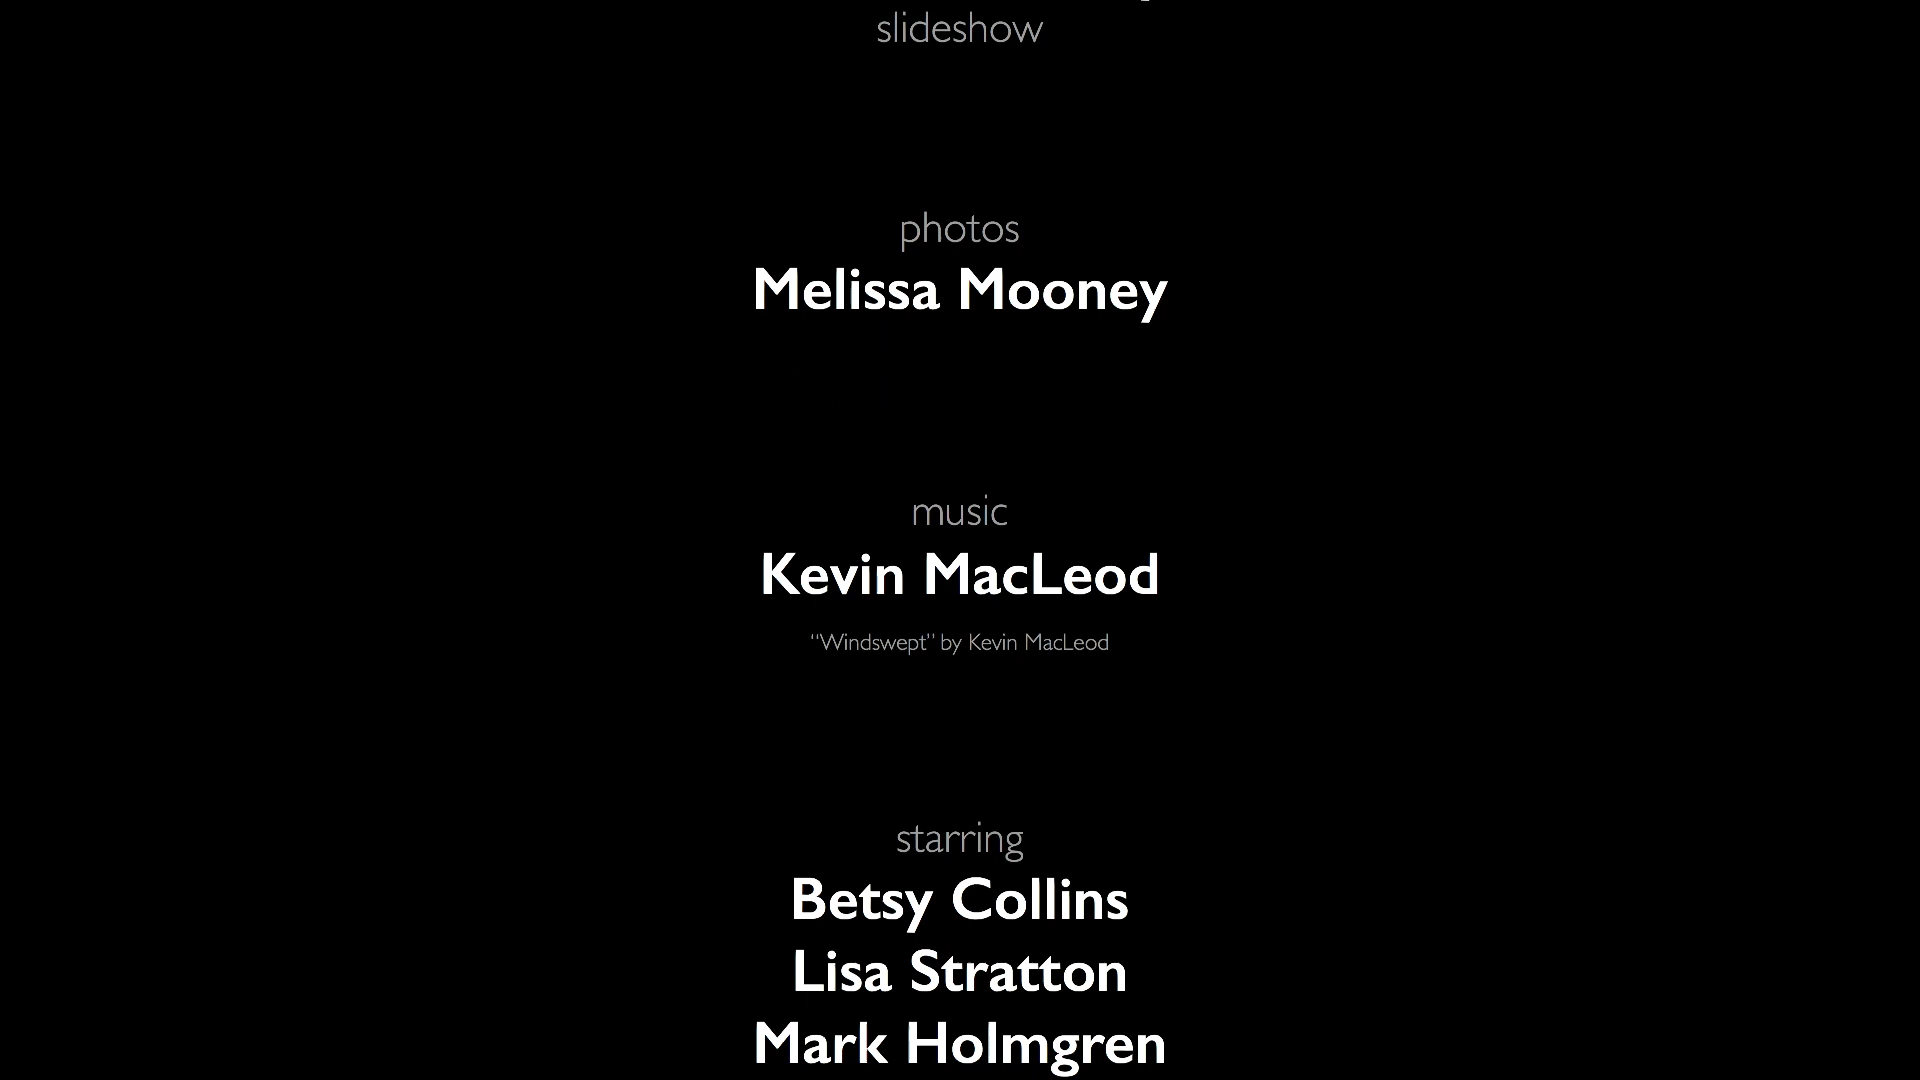 slideshow
photos
Melissa Mooney
music
Kevin MacLeod
“Windswept” by Kevin MacLeod
starring
Betsy Collins
Lisa Stratton
Mark Holmgren